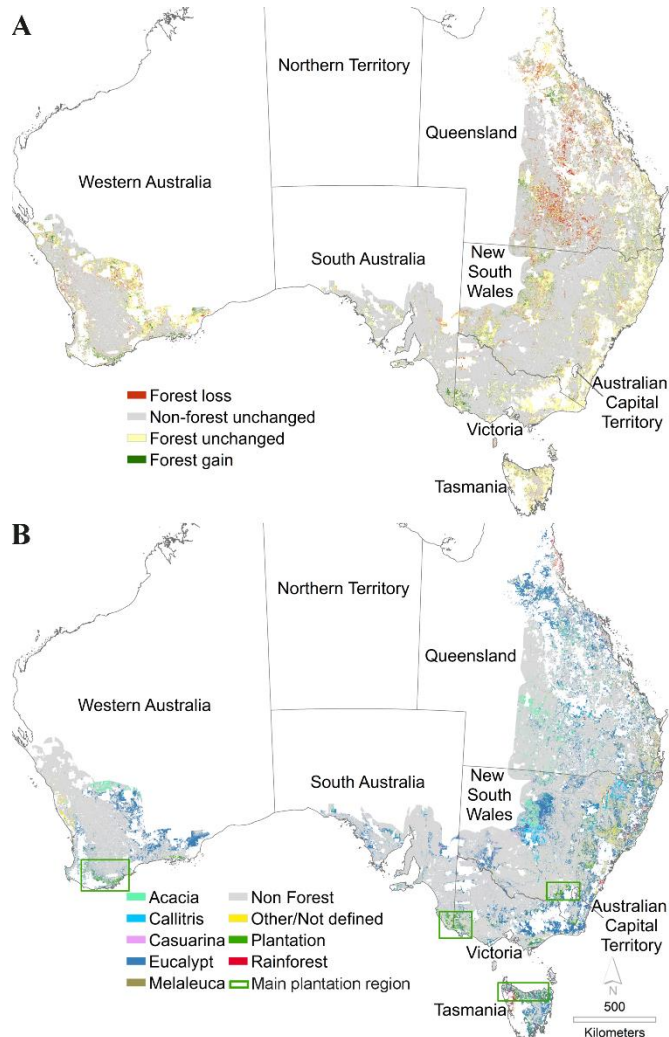 A
Northern Territory
Queensland
Western Australia
South Australia
New
South
Wales
Forest loss
Non-forest unchanged
Forest unchanged
Forest gain
Australian
Capital
Territory
Victoria
Tasmania
B
Northern Territory
Queensland
Western Australia
South Australia
New
South
Wales
Acacia
Callitris
Casuarina
Eucalypt
Melaleuca
Non Forest
Other/Not defined
Plantation
Rainforest
Main plantation region
Australian
Capital
Territory
Victoria
Tasmania
N
500
Kilometers